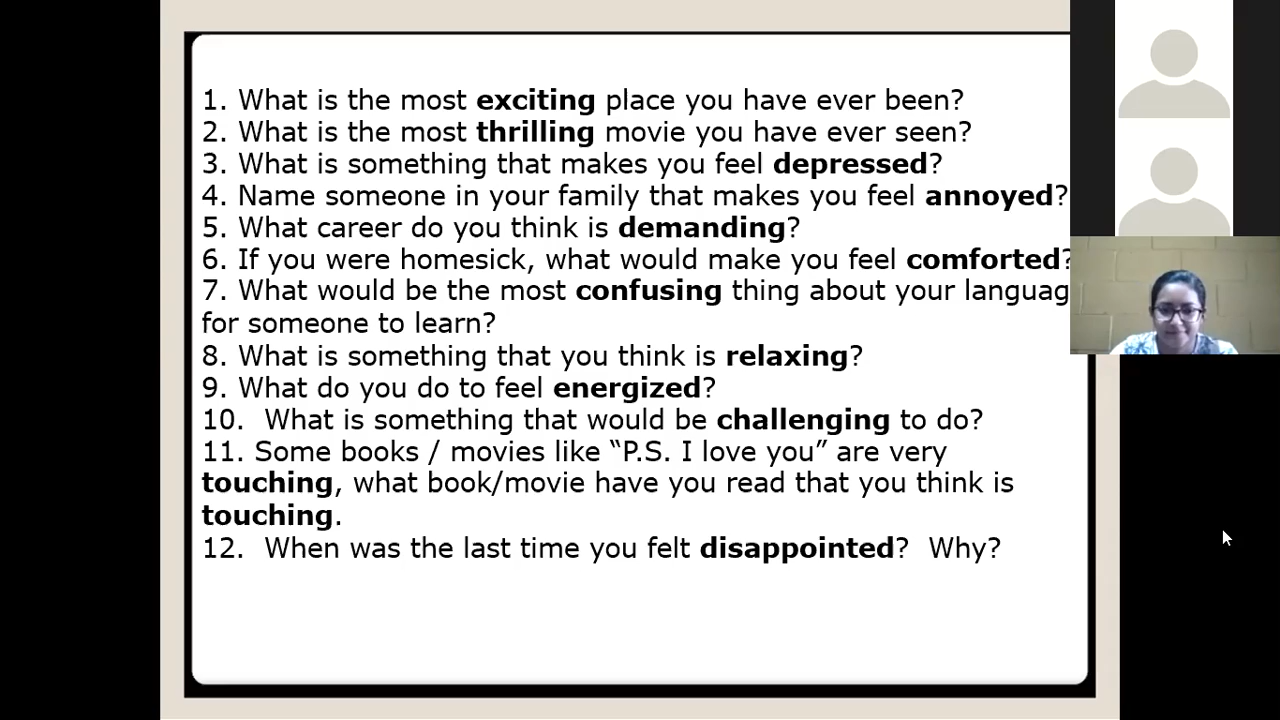 1. What is the most exciting place you have ever been?
2. What is the most thrilling movie you have ever seen?
3. What is something that makes you feel depressed?
4. Name someone in your family that makes you feel annoyed?
5. What career do you think is demanding?
6. If you were homesick, what would make you feel comforted?
7. What would be the most confusing thing about your languag
for someone to learn?
8. What is something that you think is relaxing?
9. What do you do to feel energized?
10.  What is something that would be challenging to do?
11. Some books / movies like “P.S. I love you” are very
touching, what book/movie have you read that you think is
touching.
12.  When was the last time you felt disappointed?  Why?